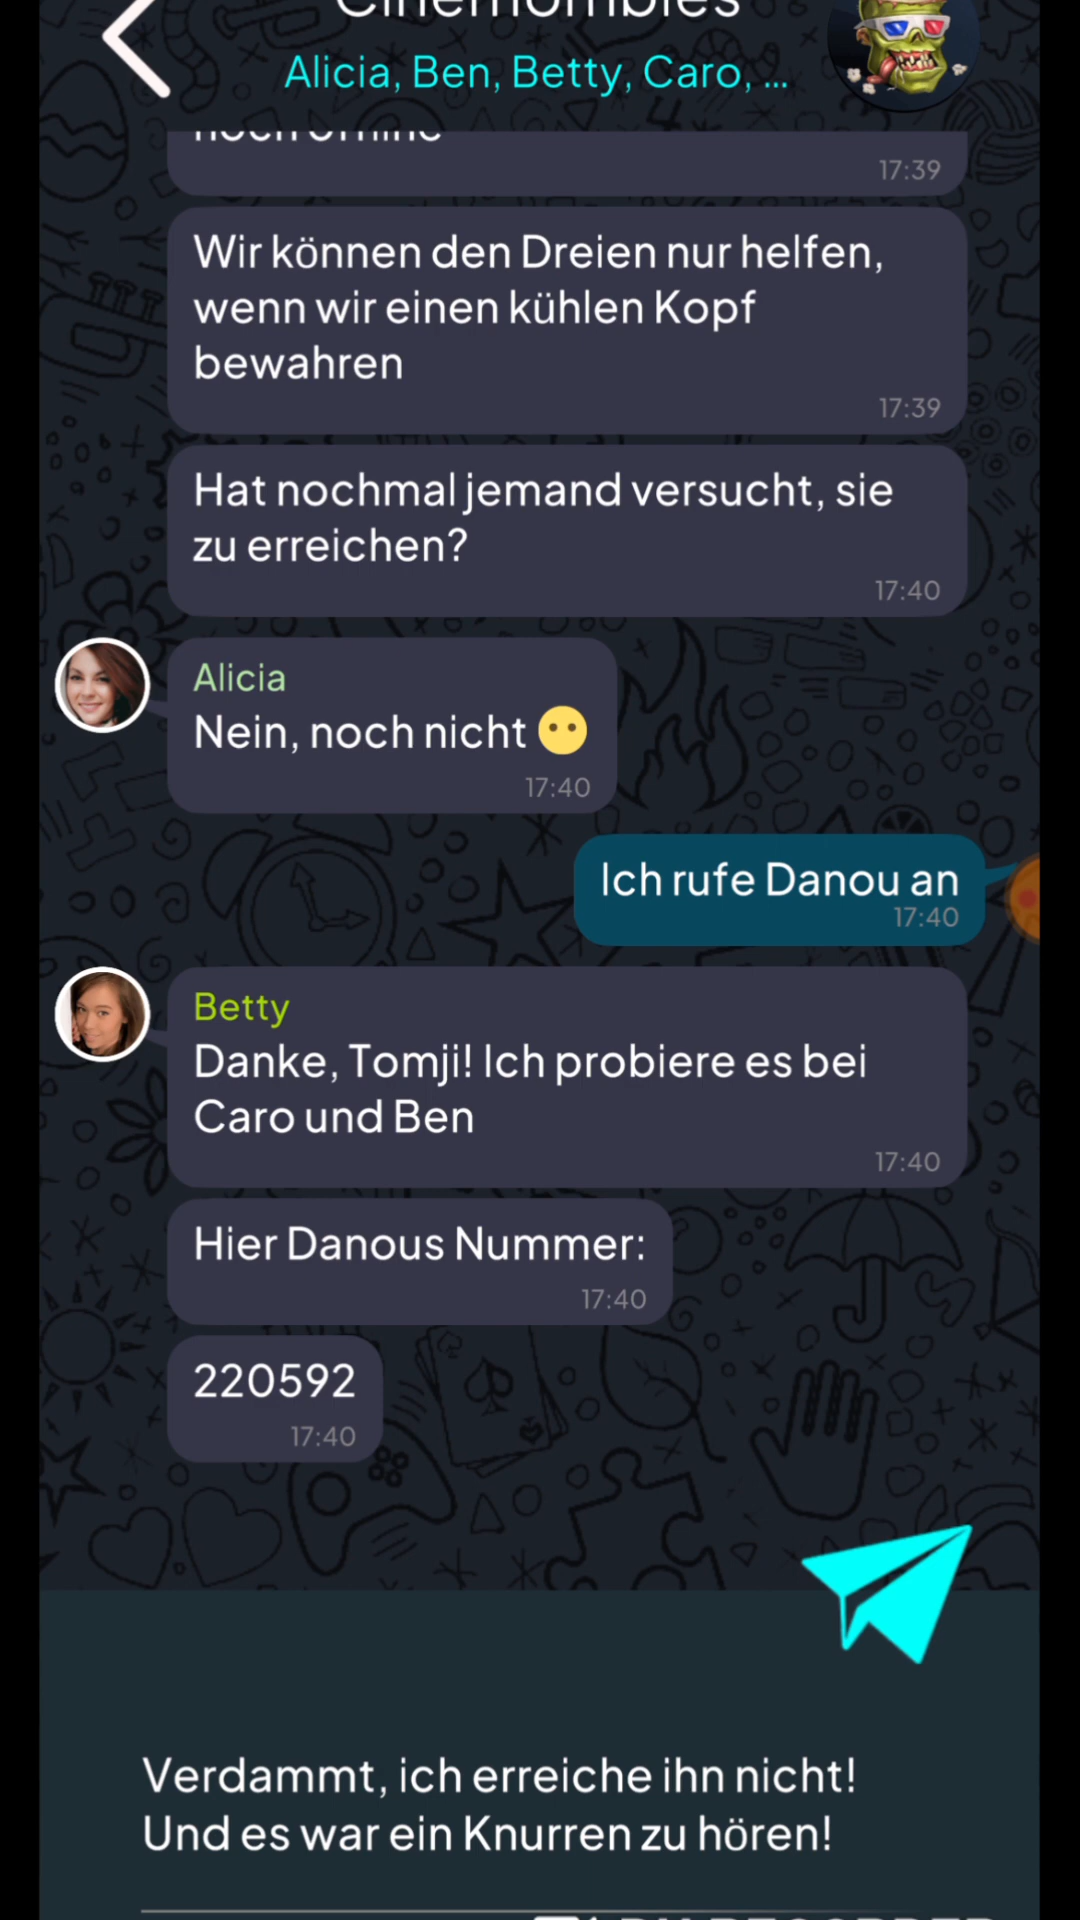 Cinemombies
Alicia, Ben, Betty, Caro, ...
noch offline
17:39
Wir können den Dreien nur helfen,
wenn wir einen kühlen Kopf
bewahren
17:39
Hat nochmal jemand versucht, sie
zu erreichen?
17:40
Alicia
Nein, noch nicht 😶
17:40
Ich rufe Danou an
17:40
Betty
Danke, Tomji! Ich probiere es bei
Caro und Ben
17:40
Hier Danous Nummer:
17:40
220592
17:40
Verdammt, ich erreiche ihn nicht!
Und es war ein Knurren zu hören!